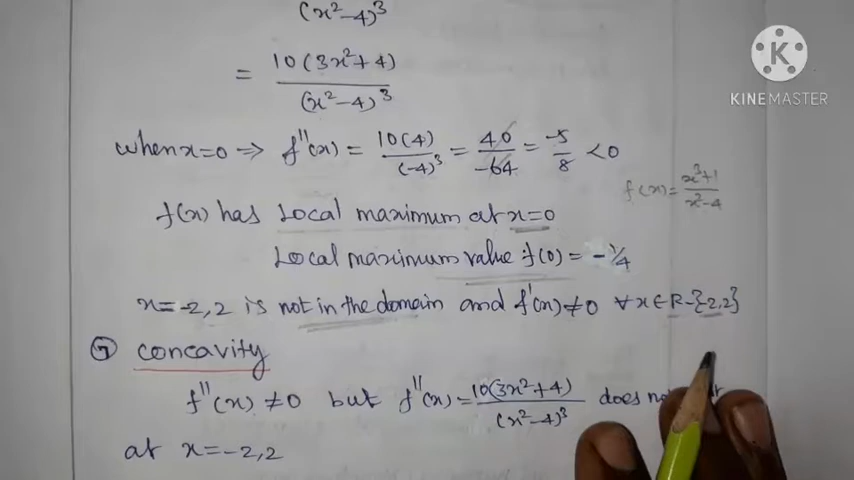 (x²-4)³
= 10(3x²+4) / (x²-4)³
K
KINEMASTER
when x=0 ⇒ f''(x) = 10(4) / (-4)³ = 40 / -64 = -5/8 < 0
f(x) = x³+1 / x²-4
f(x) has Local maximum at x=0
Local maximum value f(0) = -1/4
x=-2,2 is not in the domain and f'(x)≠0 ∀x∈R-{-2,2}
⑦ concavity
f''(x) ≠0 but f''(x)= 10(3x²+4) / (x²-4)³ does
at x=-2,2